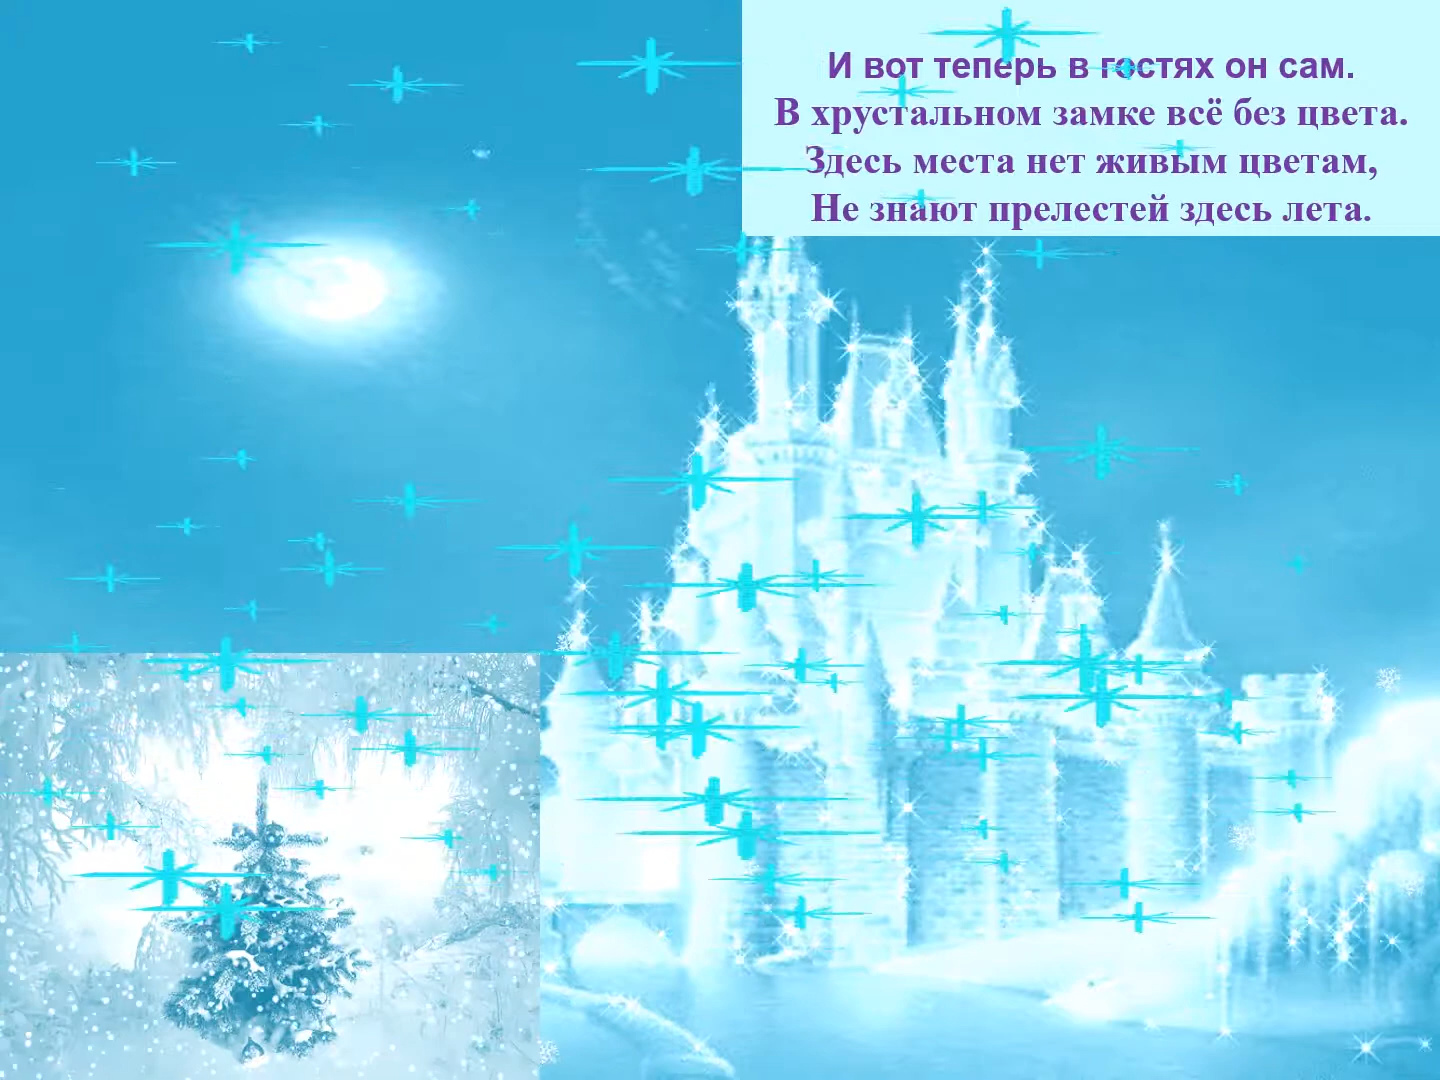 И вот теперь в гостях он сам.
В хрустальном замке всё без цвета.
Здесь места нет живым цветам,
Не знают прелестей здесь лета.